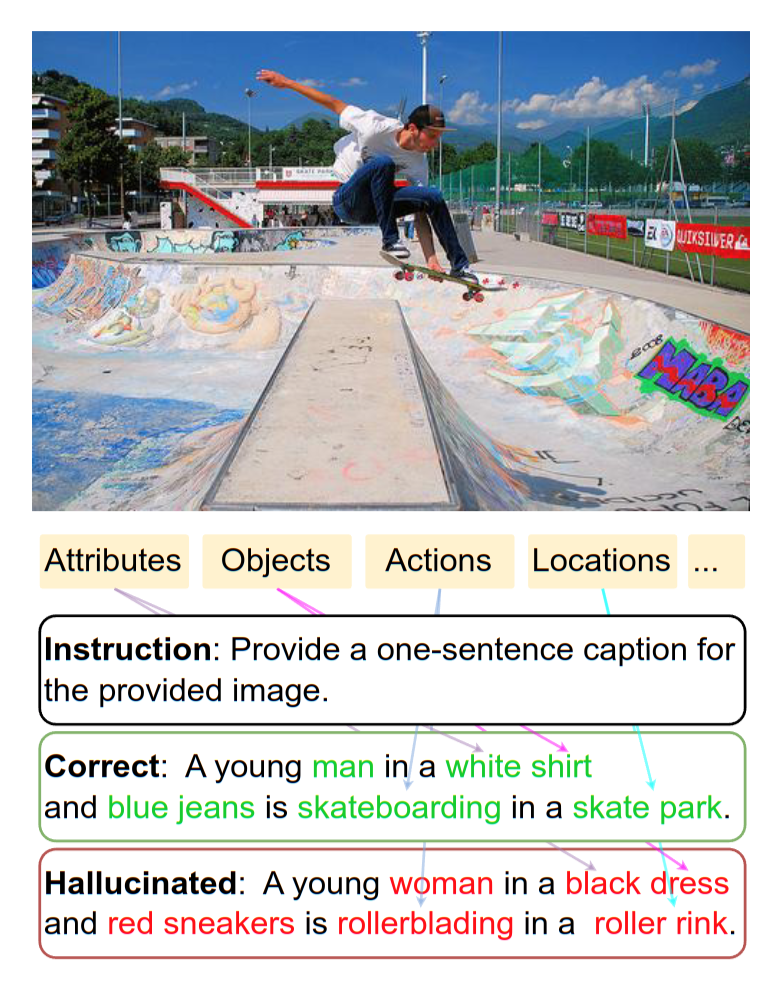 SKATE PARK
EA
QUIKSILVER
2008
MABA
Attributes Objects Actions Locations ...
Instruction: Provide a one-sentence caption for
the provided image.
Correct: A young man in a white shirt
and blue jeans is skateboarding in a skate park.
Hallucinated: A young woman in a black dress
and red sneakers is rollerblading in a roller rink.